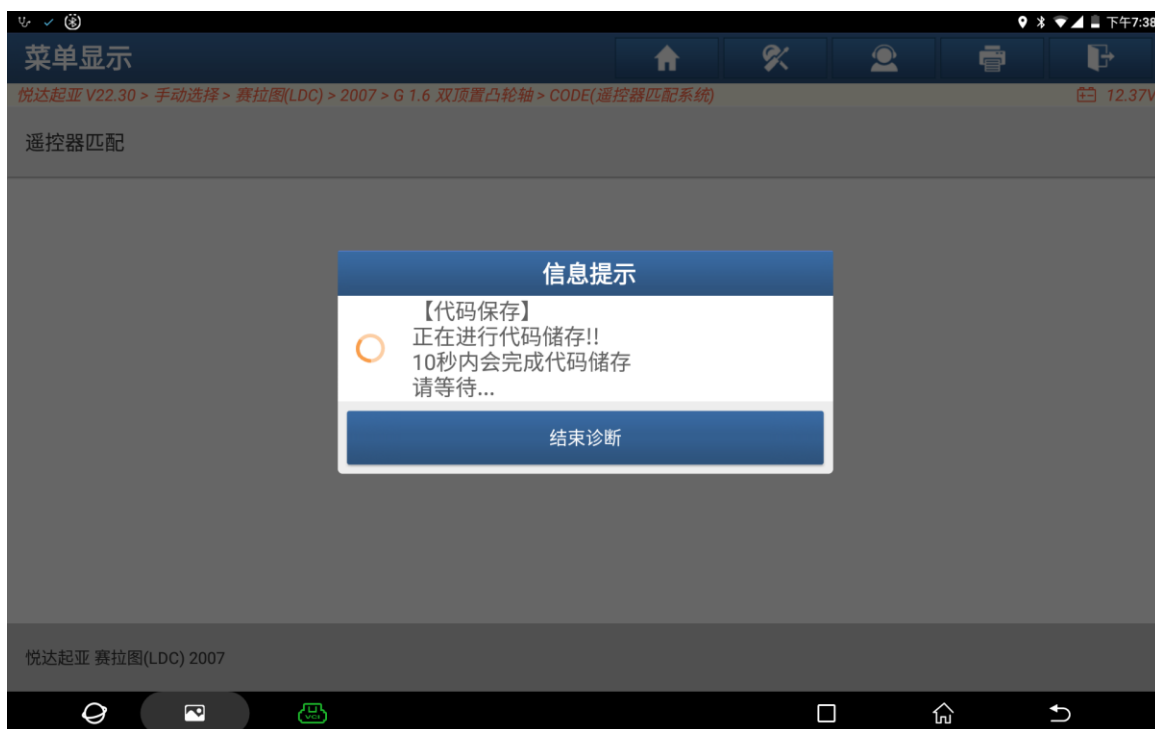 下午7:38
菜单显示
悦达起亚 V22.30 > 手动选择 > 赛拉图(LDC) > 2007 > G 1.6 双顶置凸轮轴 > CODE(遥控器匹配系统)
12.37V
遥控器匹配
信息提示
【代码保存】
正在进行代码储存!!
10秒内会完成代码储存
请等待...
结束诊断
悦达起亚 赛拉图(LDC) 2007
VCI